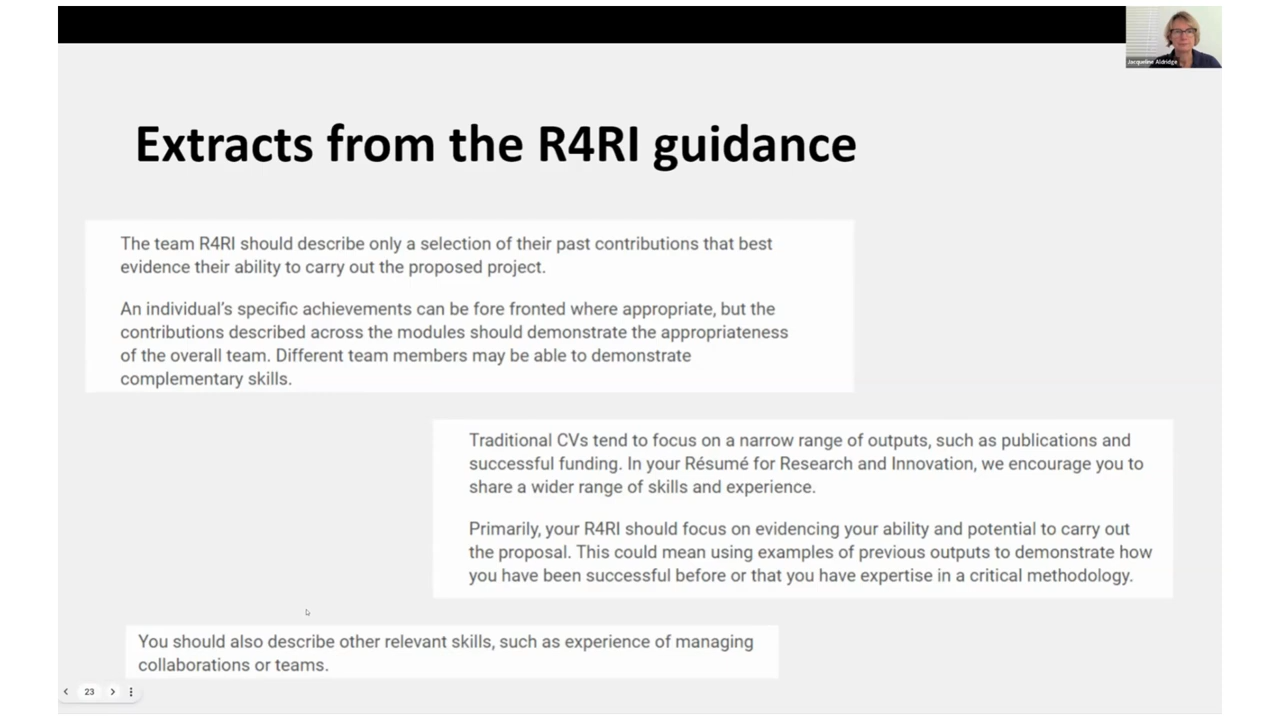 Jacqueline Aldridge
Extracts from the R4RI guidance
The team R4RI should describe only a selection of their past contributions that best
evidence their ability to carry out the proposed project.
An individual's specific achievements can be fore fronted where appropriate, but the
contributions described across the modules should demonstrate the appropriateness
of the overall team. Different team members may be able to demonstrate
complementary skills.
Traditional CVs tend to focus on a narrow range of outputs, such as publications and
successful funding. In your Résumé for Research and Innovation, we encourage you to
share a wider range of skills and experience.
Primarily, your R4RI should focus on evidencing your ability and potential to carry out
the proposal. This could mean using examples of previous outputs to demonstrate how
you have been successful before or that you have expertise in a critical methodology.
You should also describe other relevant skills, such as experience of managing
collaborations or teams.
23